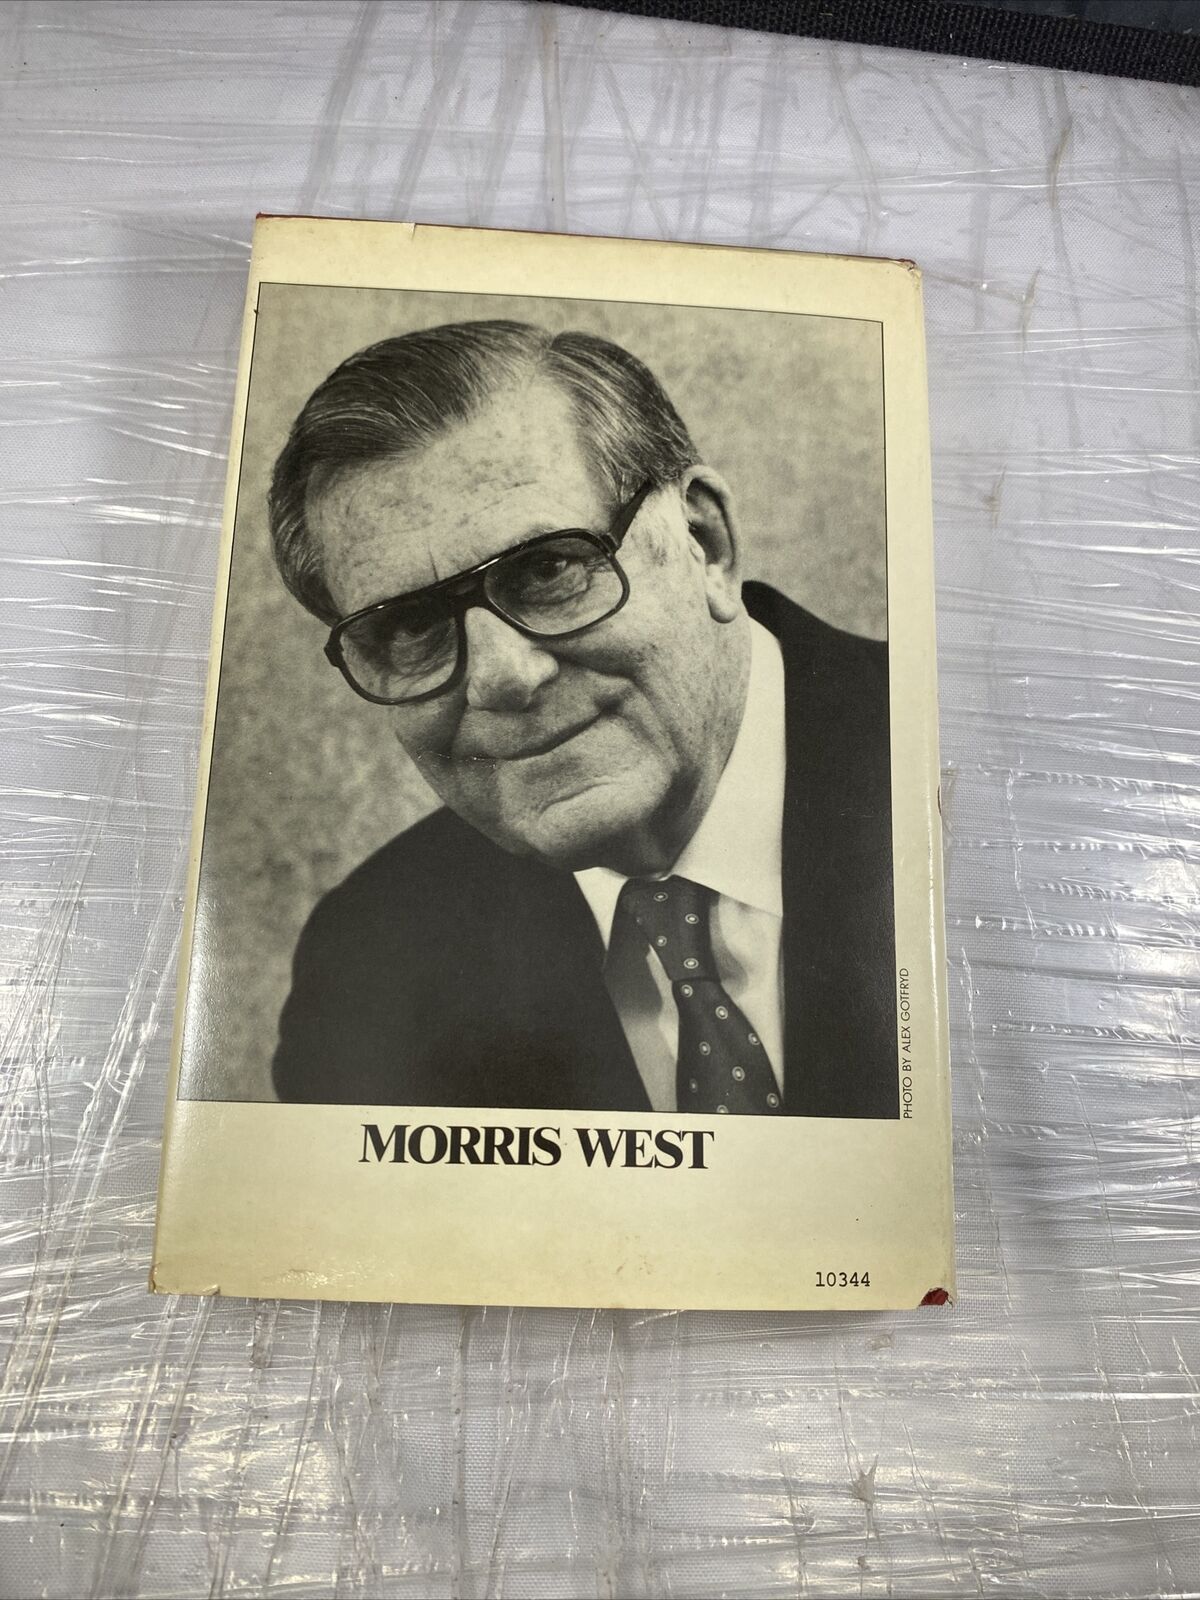 PHOTO BY ALEX GOTFRYD
MORRIS WEST
10344